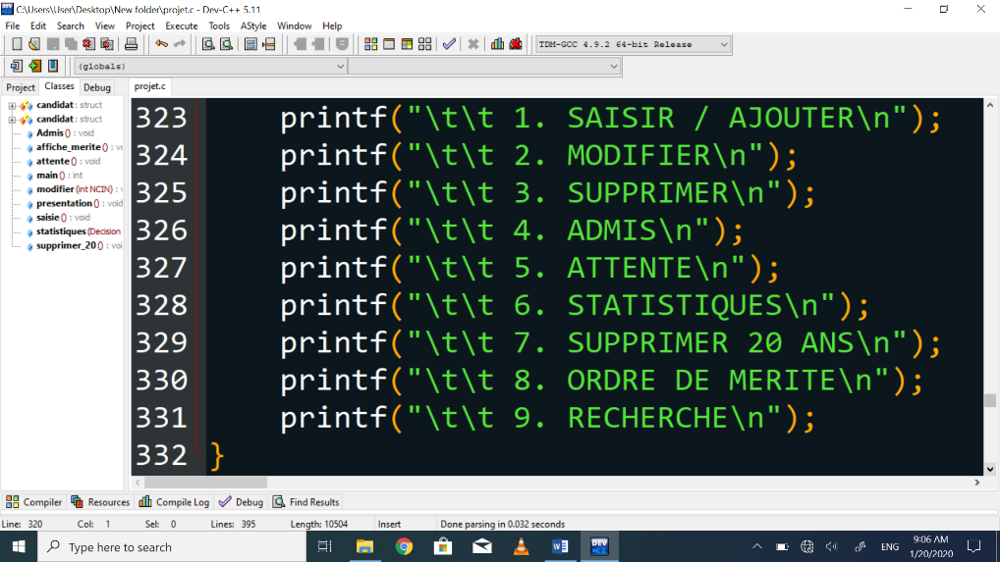 C:\Users\User\Desktop\New folder\projet.c - Dev-C++ 5.11
File Edit Search View Project Execute Tools AStyle Window Help
TDM-GCC 4.9.2 64-bit Release
(globals)
Project Classes Debug
projet.c
candidat : struct
candidat : struct
Admis () : void
affiche_merite () : vo
attente () : void
main () : int
modifier (int NCIN) :
presentation () : void
saisie () : void
statistiques (Decision
supprimer_20 () : voi
323 printf("\t\t 1. SAISIR / AJOUTER\n");
324 printf("\t\t 2. MODIFIER\n");
325 printf("\t\t 3. SUPPRIMER\n");
326 printf("\t\t 4. ADMIS\n");
327 printf("\t\t 5. ATTENTE\n");
328 printf("\t\t 6. STATISTIQUES\n");
329 printf("\t\t 7. SUPPRIMER 20 ANS\n");
330 printf("\t\t 8. ORDRE DE MERITE\n");
331 printf("\t\t 9. RECHERCHE\n");
332 }
Compiler Resources Compile Log Debug Find Results
Line: 320 Col: 1 Sel: 0 Lines: 395 Length: 10504 Insert Done parsing in 0.032 seconds
Type here to search
DEV C++
ENG
9:06 AM
1/20/2020